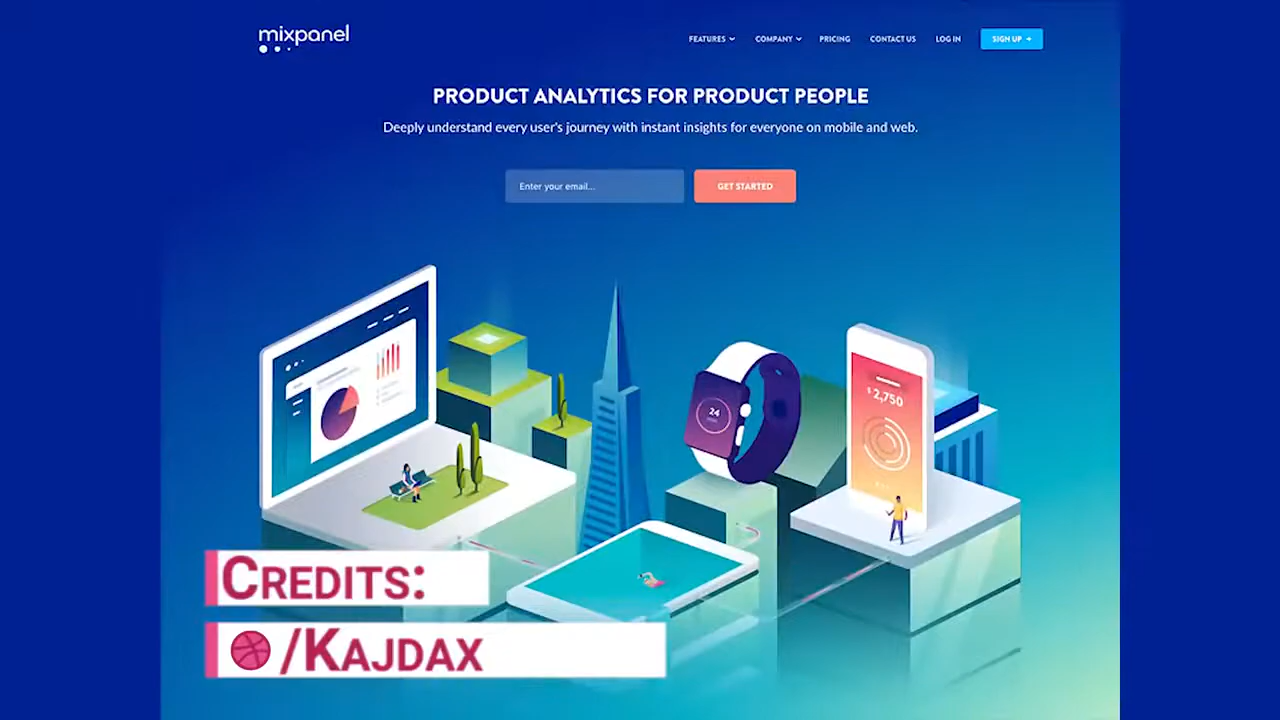 mixpanel
FEATURES COMPANY PRICING CONTACT US LOG IN SIGN UP →
PRODUCT ANALYTICS FOR PRODUCT PEOPLE
Deeply understand every user's journey with instant insights for everyone on mobile and web.
Enter your email... GET STARTED
24
$2,750
CREDITS:
/KAJDAX